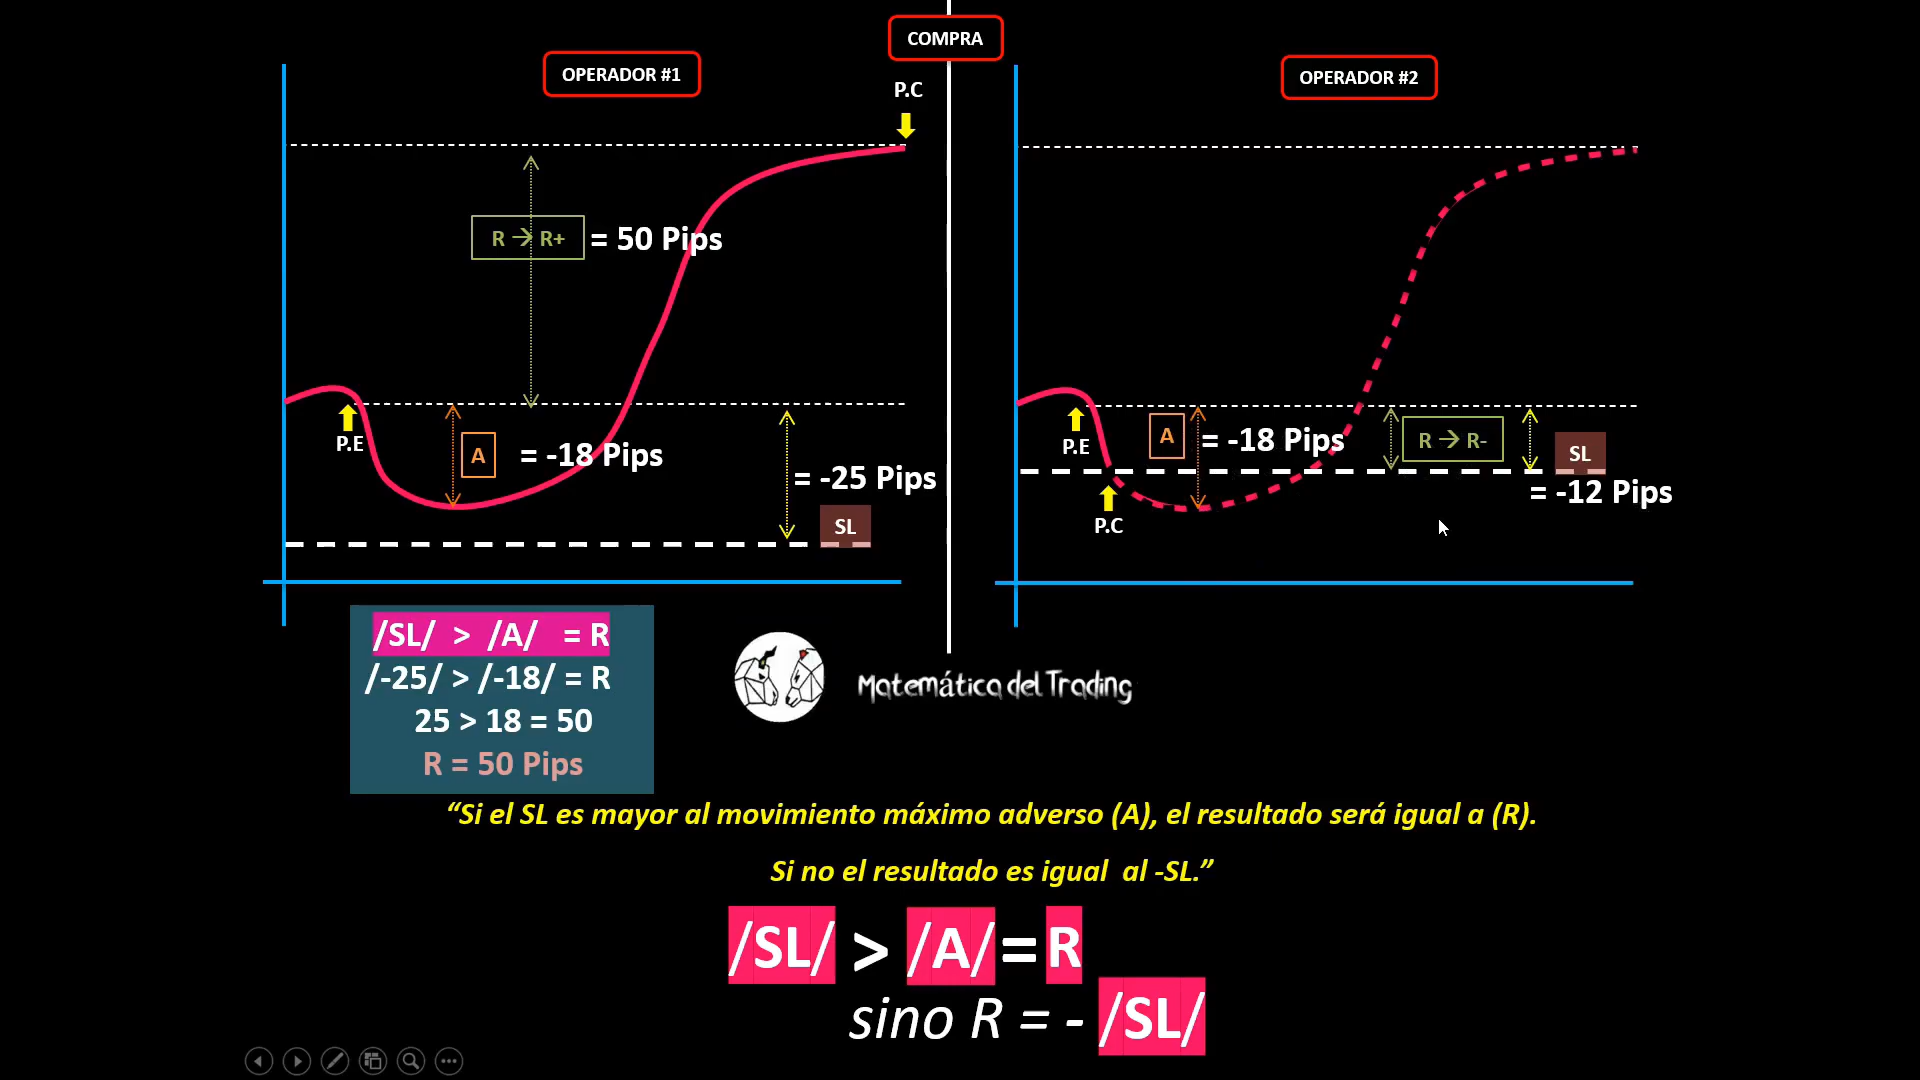 COMPRA
OPERADOR #1
P.C
R → R+ = 50 Pips
P.E
A = -18 Pips
= -25 Pips
SL
OPERADOR #2
P.E
A = -18 Pips
R → R-
SL
= -12 Pips
P.C
/SL/ > /A/ = R
/-25/ > /-18/ = R
25 > 18 = 50
R = 50 Pips
Matemática del Trading
“Si el SL es mayor al movimiento máximo adverso (A), el resultado será igual a (R).
Si no el resultado es igual al -SL.”
/SL/ > /A/ = R
sino R = - /SL/